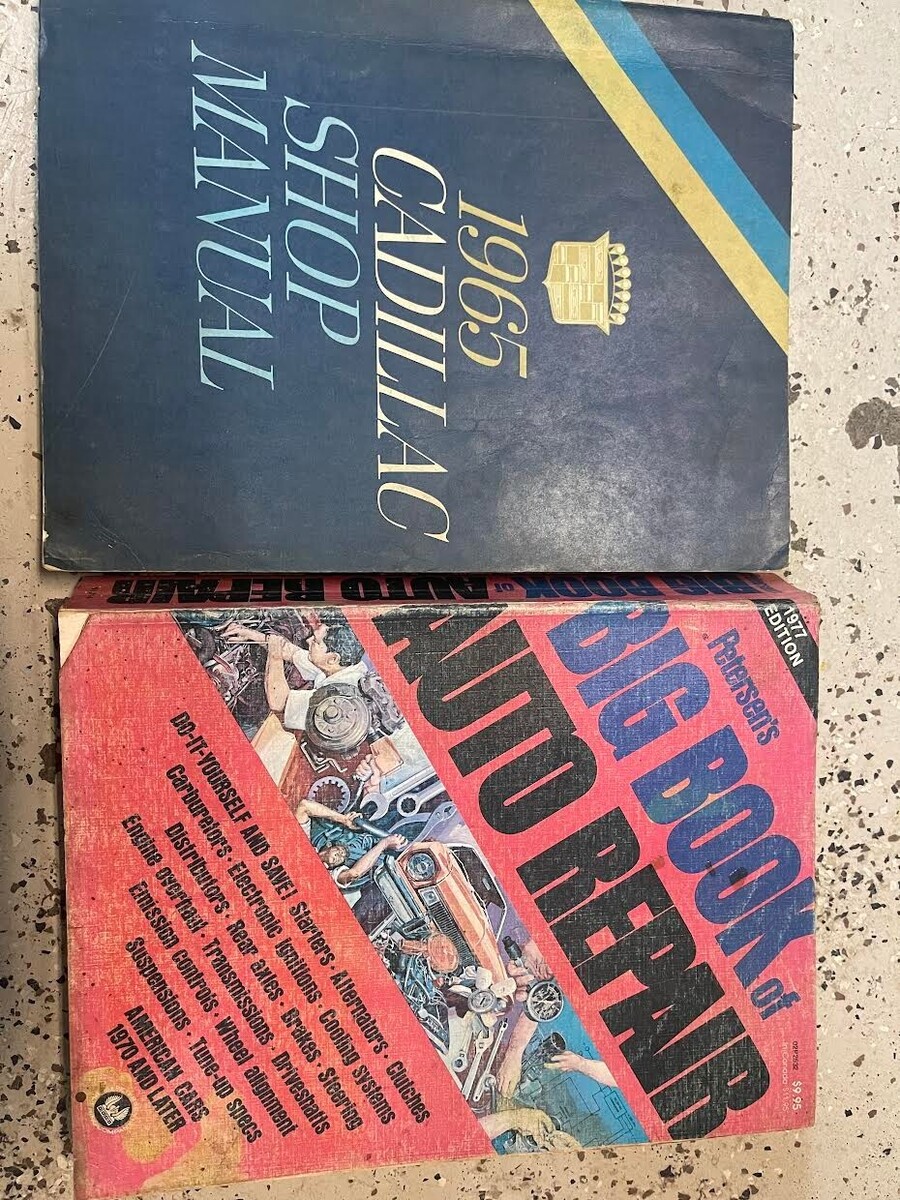 1965
CADILLAC
SHOP
MANUAL
BIG BOOK of AUTO REPAIR
1977
EDITION
Petersen's
BIG BOOK of
AUTO REPAIR
DO-IT-YOURSELF AND SAVE! Starters · Alternators · Clutches
Carburetors · Electronic Ignitions · Cooling systems
Distributors · Rear axles · Brakes · Steering
Engine overhaul · Transmissions · Driveshafts
Emission controls · Wheel alignment
Suspensions · Tune-up specs
AMERICAN CARS
1970 AND LATER
$9.95